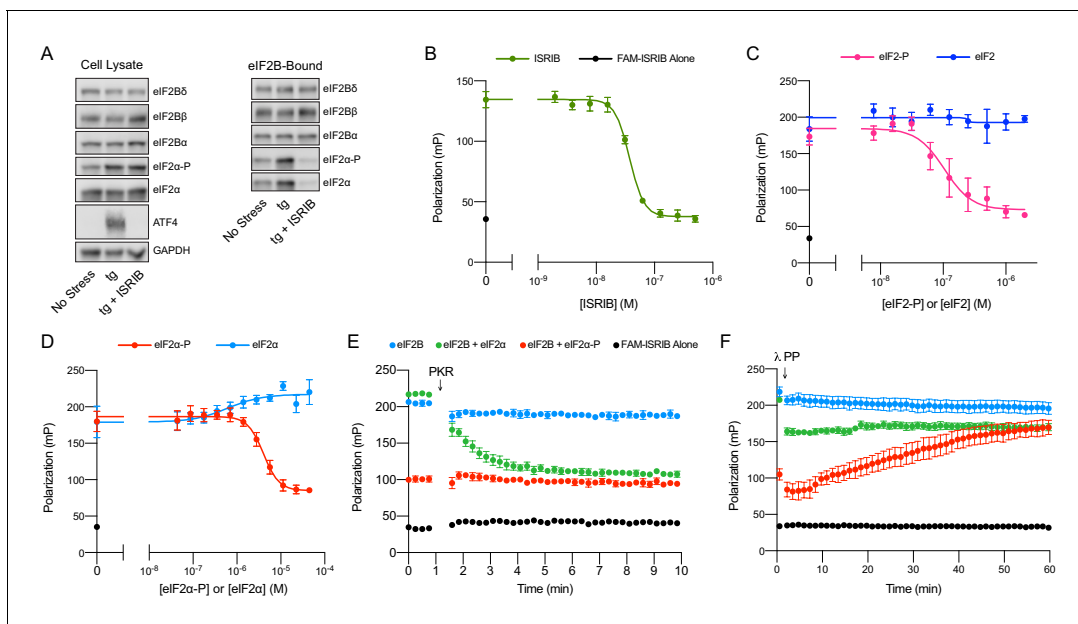 A
Cell Lysate
eIF2Bδ
eIF2Bβ
eIF2Bα
eIF2α-P
eIF2α
ATF4
GAPDH
No Stress
tg
tg + ISRIB
eIF2B-Bound
eIF2Bδ
eIF2Bβ
eIF2Bα
eIF2α-P
eIF2α
No Stress
tg
tg + ISRIB
B
ISRIB FAM-ISRIB Alone
Polarization (mP)
150
100
50
0
0 10⁻⁹ 10⁻⁸ 10⁻⁷ 10⁻⁶
[ISRIB] (M)
C
eIF2-P eIF2
Polarization (mP)
250
200
150
100
50
0
0 10⁻⁸ 10⁻⁷ 10⁻⁶
[eIF2-P] or [eIF2] (M)
D
eIF2α-P eIF2α
Polarization (mP)
250
200
150
100
50
0
0 10⁻⁸ 10⁻⁷ 10⁻⁶ 10⁻⁵ 10⁻⁴
[eIF2α-P] or [eIF2α] (M)
E
eIF2B eIF2B + eIF2α eIF2B + eIF2α-P FAM-ISRIB Alone
PKR
Polarization (mP)
250
200
150
100
50
0
0 1 2 3 4 5 6 7 8 9 10
Time (min)
F
λ PP
Polarization (mP)
250
200
150
100
50
0
0 10 20 30 40 50 60
Time (min)